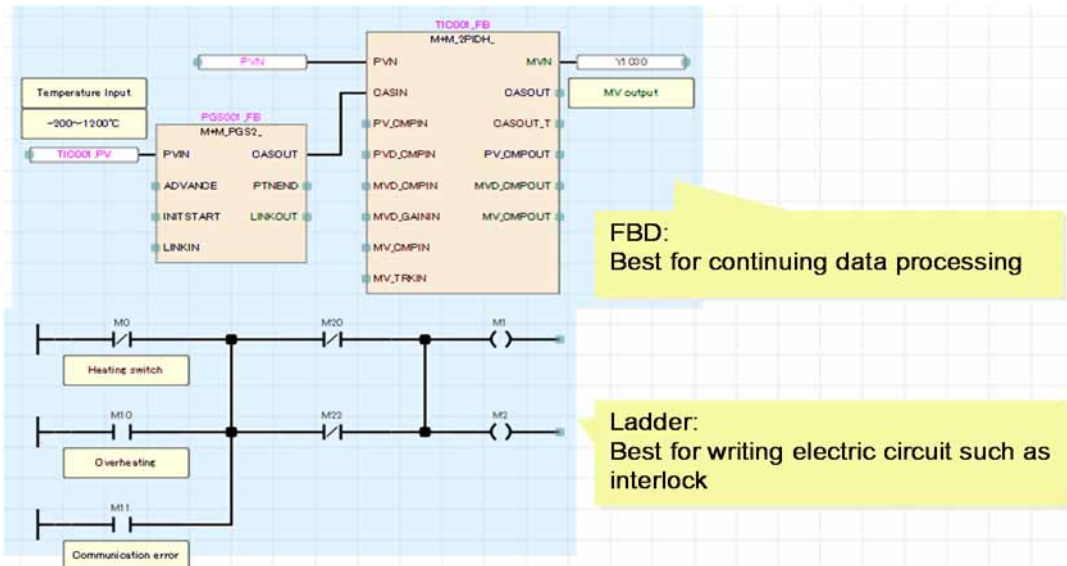 TIC001_FB
M+M_2PIDH_
PVN
PVN
MVN
Y1030
Temperature Input
CASIN
CASOUT
MV output
-200~1200℃
PGS001_FB
M+M_PGS2_
PV_CMPIN
CASOUT_T
TIC001.PV
PVIN
CASOUT
PVD_CMPIN
PV_CMPOUT
ADVANCE
PTNEND
MVD_CMPIN
MVD_CMPOUT
INITSTART
LINKOUT
MVD_GAININ
MV_CMPOUT
LINKIN
MV_CMPIN
MV_TRKIN
FBD:
Best for continuing data processing
M0
M20
M1
Heating switch
M10
M22
M2
Overheating
M11
Communication error
Ladder:
Best for writing electric circuit such as
interlock